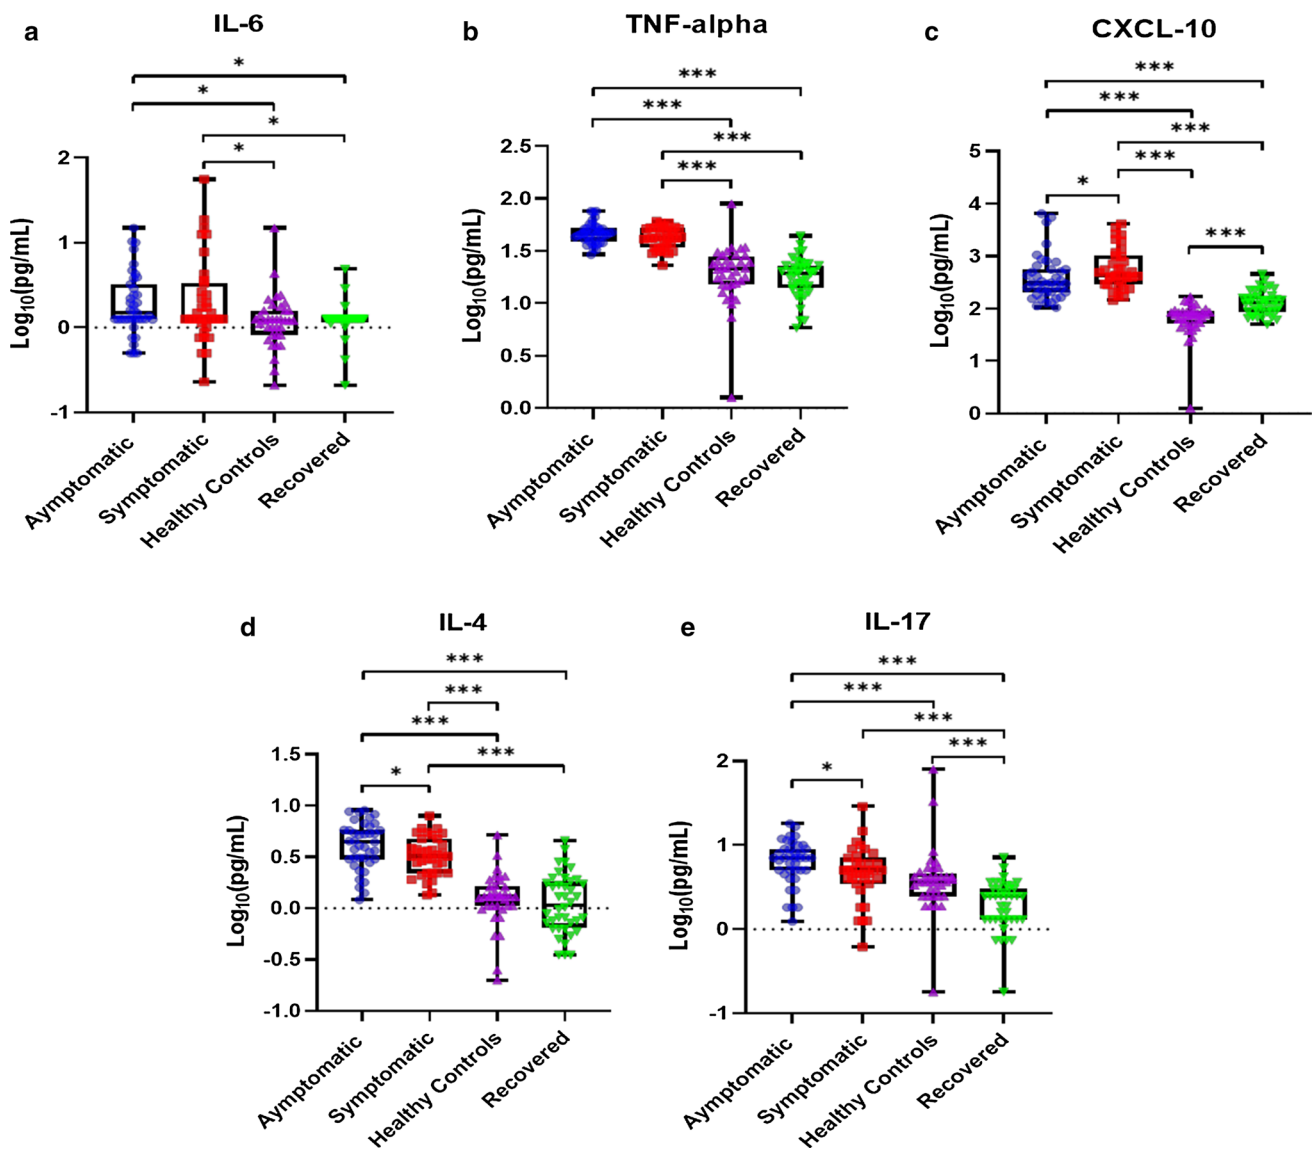 a
IL-6
*
*
*
*
2
1
0
-1
Log10(pg/mL)
Aymptomatic
Symptomatic
Healthy Controls
Recovered
b
TNF-alpha
***
***
***
***
2.5
2.0
1.5
1.0
0.5
0.0
Log10(pg/mL)
Aymptomatic
Symptomatic
Healthy Controls
Recovered
c
CXCL-10
***
***
***
***
*
***
5
4
3
2
1
0
Log10(pg/mL)
Aymptomatic
Symptomatic
Healthy Controls
Recovered
d
IL-4
***
***
***
***
*
1.5
1.0
0.5
0.0
-0.5
-1.0
Log10(pg/mL)
Aymptomatic
Symptomatic
Healthy Controls
Recovered
e
IL-17
***
***
***
***
*
2
1
0
-1
Log10(pg/mL)
Aymptomatic
Symptomatic
Healthy Controls
Recovered